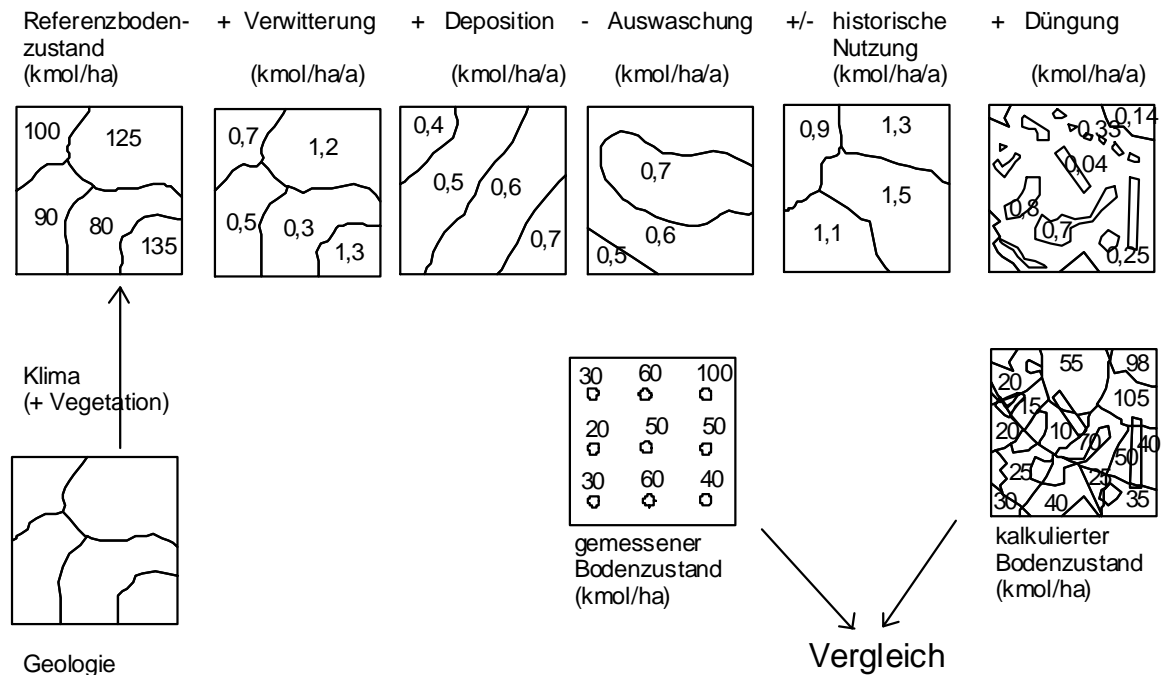 Referenzboden-
zustand
(kmol/ha)
+ Verwitterung
(kmol/ha/a)
+ Deposition
(kmol/ha/a)
- Auswaschung
(kmol/ha/a)
+/- historische
Nutzung
(kmol/ha/a)
+ Düngung
(kmol/ha/a)
100
125
90
80
135
0,7
1,2
0,5
0,3
1,3
0,4
0,5
0,6
0,7
0,7
0,6
0,5
0,9
1,3
1,5
1,1
0,14
0,33
0,04
0,8
0,7
0,25
Klima
(+ Vegetation)
Geologie
30 60 100
20 50 50
30 60 40
gemessener
Bodenzustand
(kmol/ha)
55 98
20
105
15
20 10 70 40
50
25 25
30 40 35
kalkulierter
Bodenzustand
(kmol/ha)
Vergleich